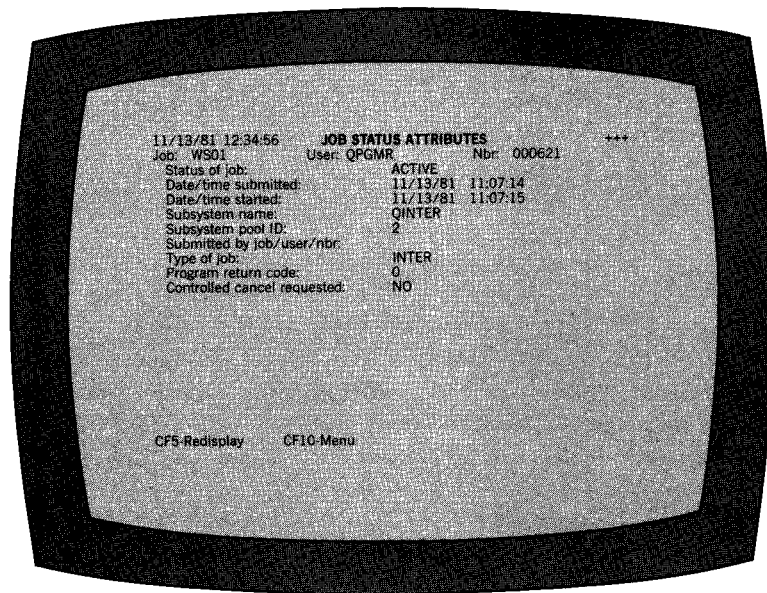 11/13/81 12:34:56 JOB STATUS ATTRIBUTES +++
Job: WS01 User: QPGMR Nbr: 000621
Status of job: ACTIVE
Date/time submitted: 11/13/81 11:07:14
Date/time started: 11/13/81 11:07:15
Subsystem name: QINTER
Subsystem pool ID: 2
Submitted by job/user/nbr:
Type of job: INTER
Program return code: 0
Controlled cancel requested: NO
CF5-Redisplay CF10-Menu